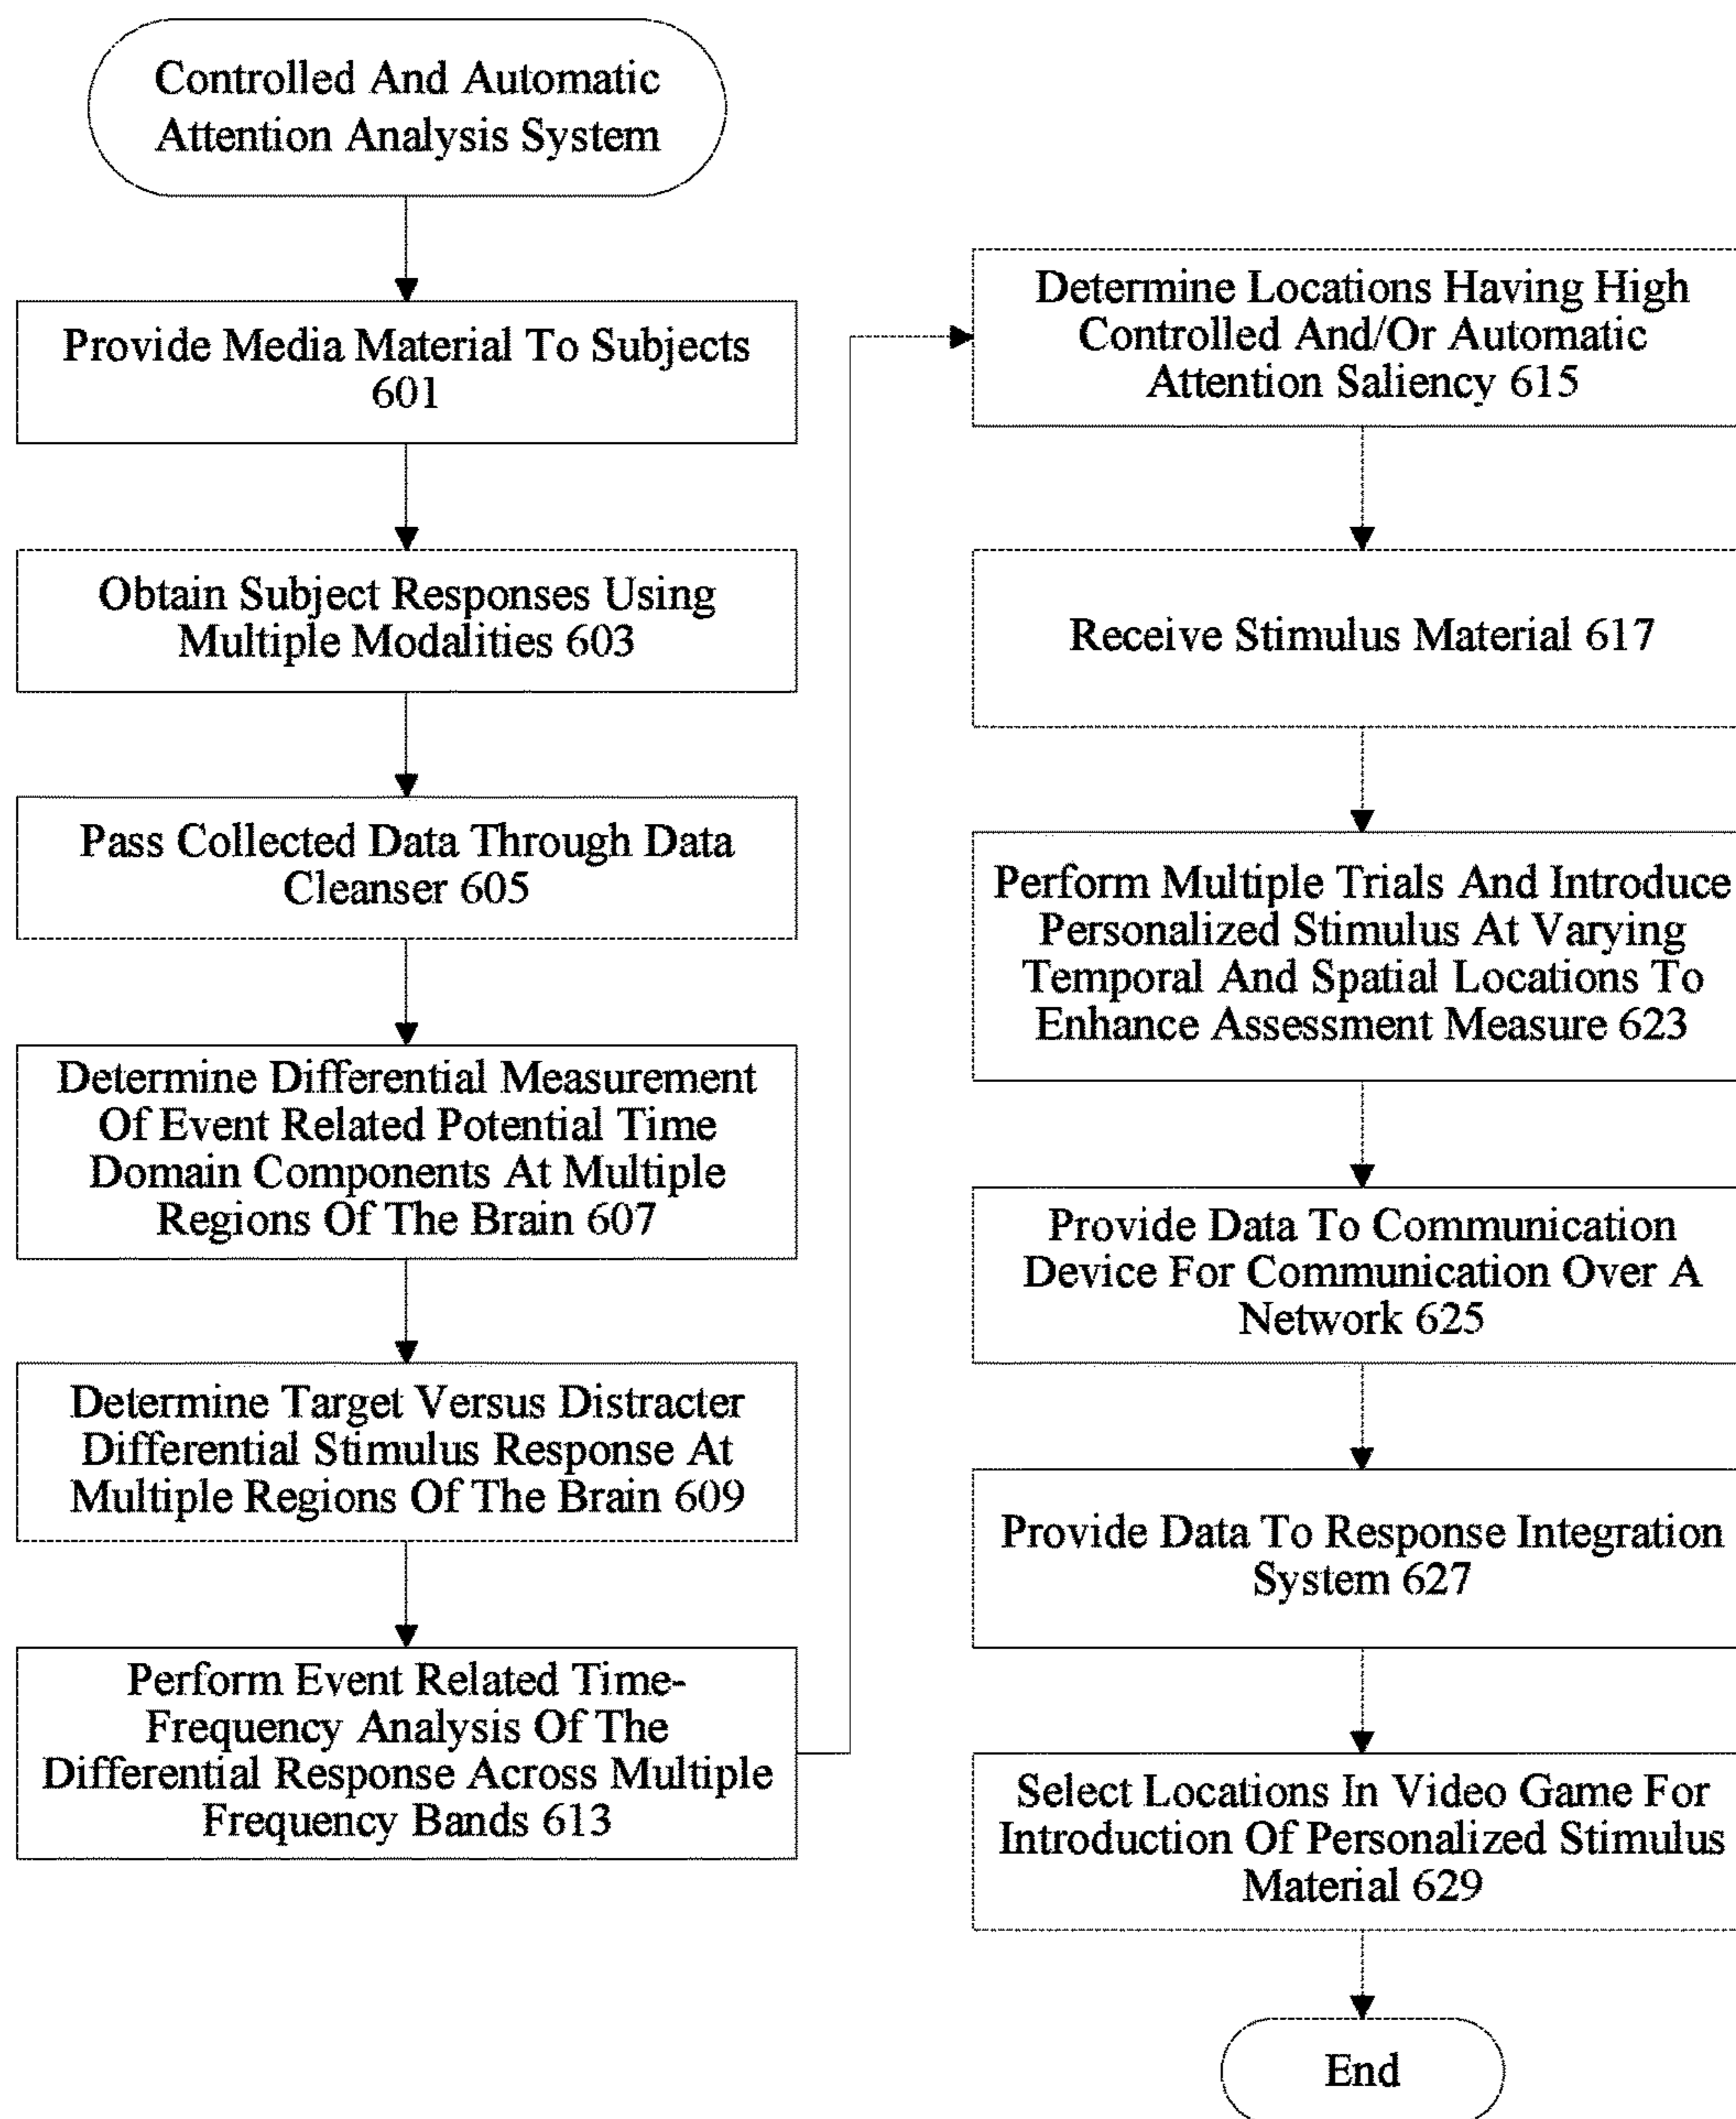 Controlled And Automatic
Attention Analysis System
Provide Media Material To Subjects
601
Obtain Subject Responses Using
Multiple Modalities 603
Pass Collected Data Through Data
Cleanser 605
Determine Differential Measurement
Of Event Related Potential Time
Domain Components At Multiple
Regions Of The Brain 607
Determine Target Versus Distracter
Differential Stimulus Response At
Multiple Regions Of The Brain 609
Perform Event Related Time-
Frequency Analysis Of The
Differential Response Across Multiple
Frequency Bands 613
Determine Locations Having High
Controlled And/Or Automatic
Attention Saliency 615
Receive Stimulus Material 617
Perform Multiple Trials And Introduce
Personalized Stimulus At Varying
Temporal And Spatial Locations To
Enhance Assessment Measure 623
Provide Data To Communication
Device For Communication Over A
Network 625
Provide Data To Response Integration
System 627
Select Locations In Video Game For
Introduction Of Personalized Stimulus
Material 629
End